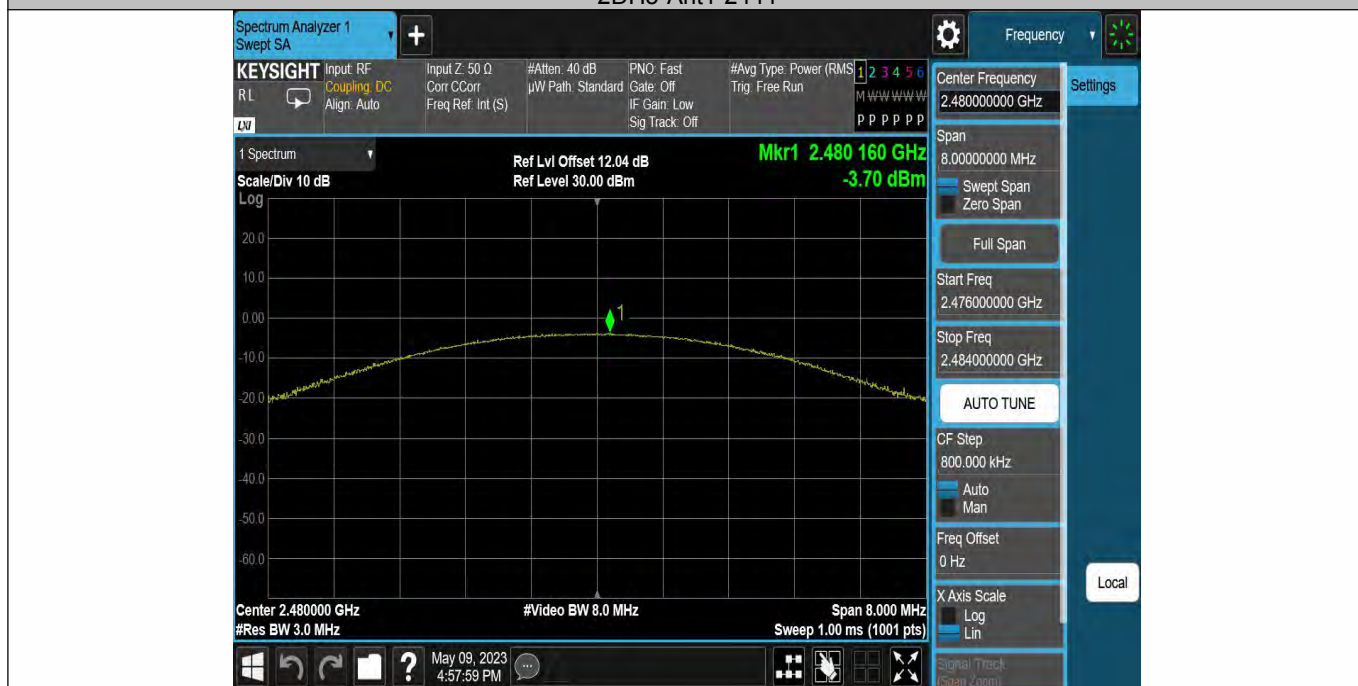 Spectrum Analyzer 1
Swept SA
+
Frequency
KEYSIGHT
RL
LXI
Input: RF
Coupling: DC
Align: Auto
Input Z: 50 Ω
Corr CCorr
Freq Ref: Int (S)
#Atten: 40 dB
µW Path: Standard
PNO: Fast
Gate: Off
IF Gain: Low
Sig Track: Off
#Avg Type: Power (RMS
Trig: Free Run
1 2 3 4 5 6
M W W W W W
P P P P P P
1 Spectrum
Scale/Div 10 dB
Log
Ref Lvl Offset 12.04 dB
Ref Level 30.00 dBm
Mkr1 2.480 160 GHz
-3.70 dBm
20.0
10.0
0.00
-10.0
-20.0
-30.0
-40.0
-50.0
-60.0
1
Center 2.480000 GHz
#Res BW 3.0 MHz
#Video BW 8.0 MHz
Span 8.000 MHz
Sweep 1.00 ms (1001 pts)
Center Frequency
2.480000000 GHz
Settings
Span
8.00000000 MHz
Swept Span
Zero Span
Full Span
Start Freq
2.476000000 GHz
Stop Freq
2.484000000 GHz
AUTO TUNE
CF Step
800.000 kHz
Auto
Man
Freq Offset
0 Hz
X Axis Scale
Log
Lin
Local
Signal Track
(Span Zoom)
?
May 09, 2023
4:57:59 PM